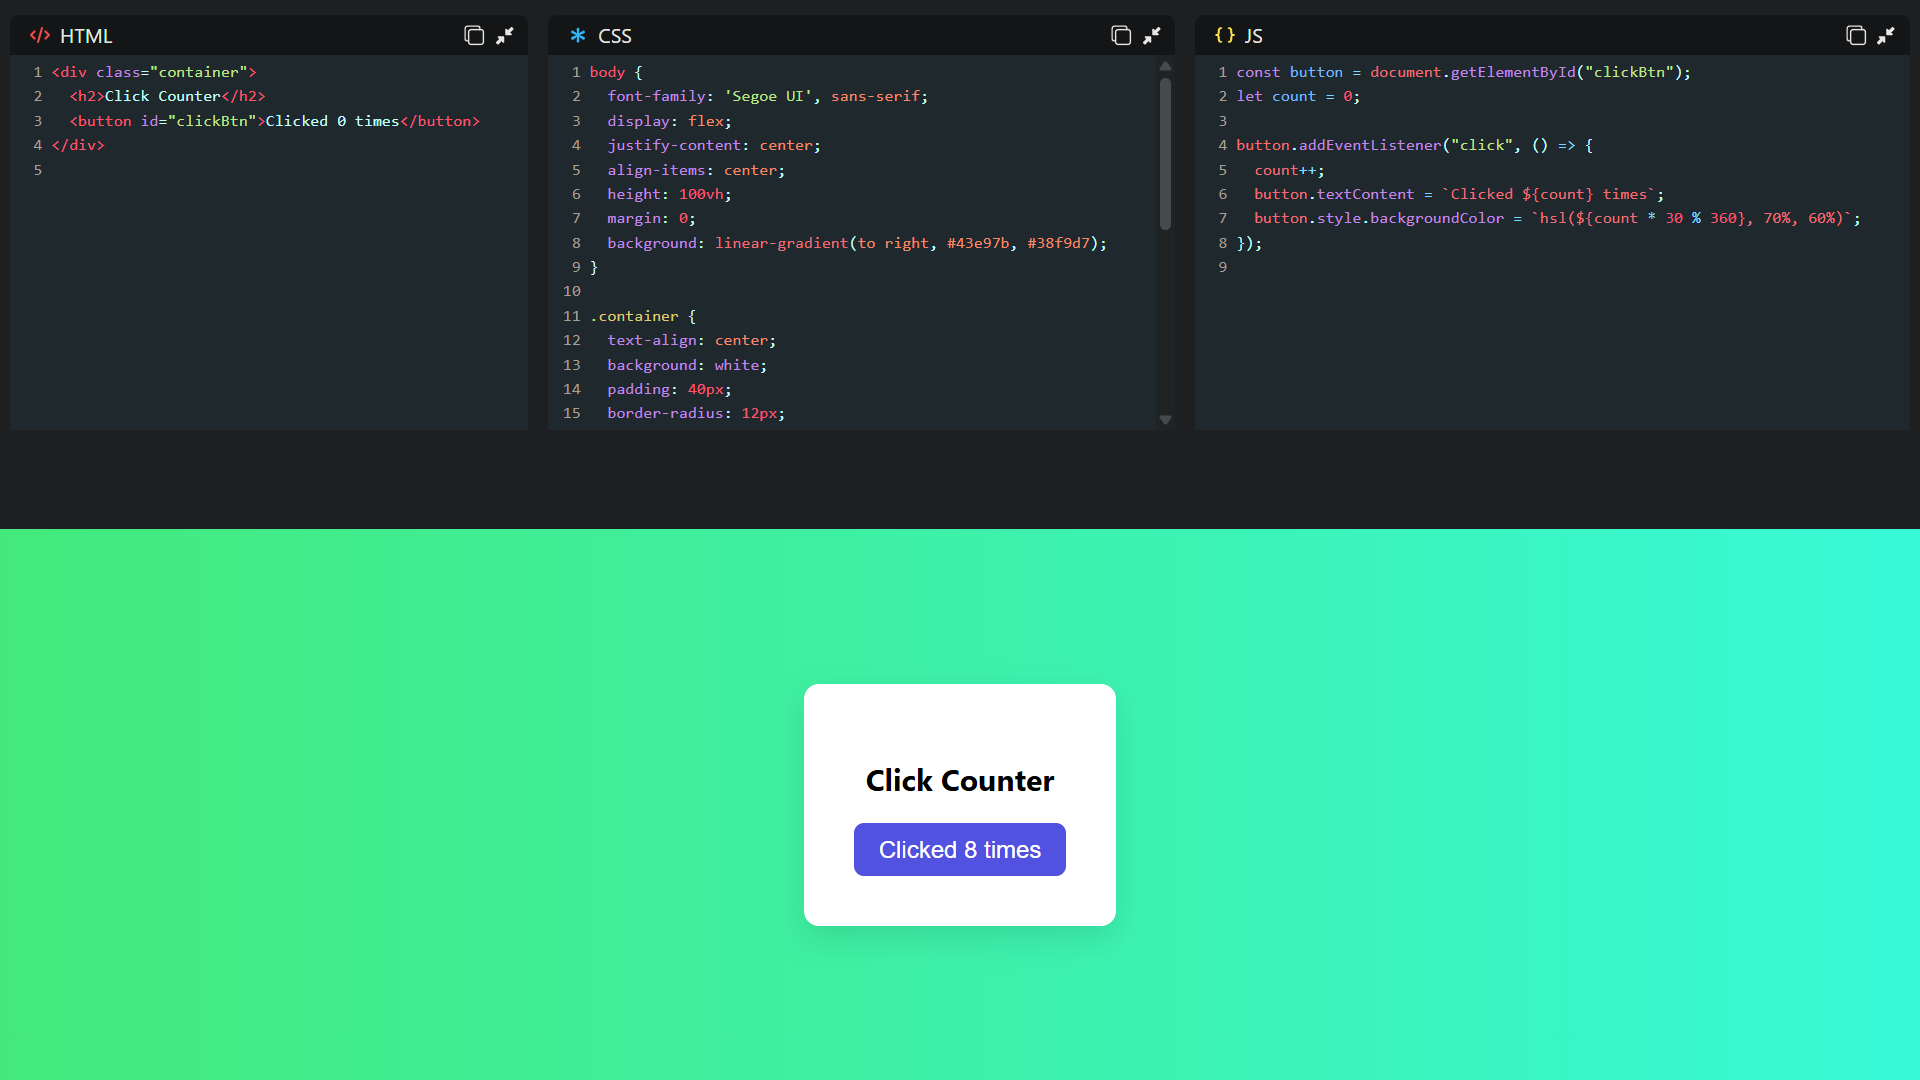 HTML
1 <div class="container">
2   <h2>Click Counter</h2>
3   <button id="clickBtn">Clicked 0 times</button>
4 </div>
5
CSS
1 body {
2   font-family: 'Segoe UI', sans-serif;
3   display: flex;
4   justify-content: center;
5   align-items: center;
6   height: 100vh;
7   margin: 0;
8   background: linear-gradient(to right, #43e97b, #38f9d7);
9 }
10
11 .container {
12   text-align: center;
13   background: white;
14   padding: 40px;
15   border-radius: 12px;
JS
1 const button = document.getElementById("clickBtn");
2 let count = 0;
3
4 button.addEventListener("click", () => {
5   count++;
6   button.textContent = `Clicked ${count} times`;
7   button.style.backgroundColor = `hsl(${count * 30 % 360}, 70%, 60%)`;
8 });
9
Click Counter
Clicked 8 times